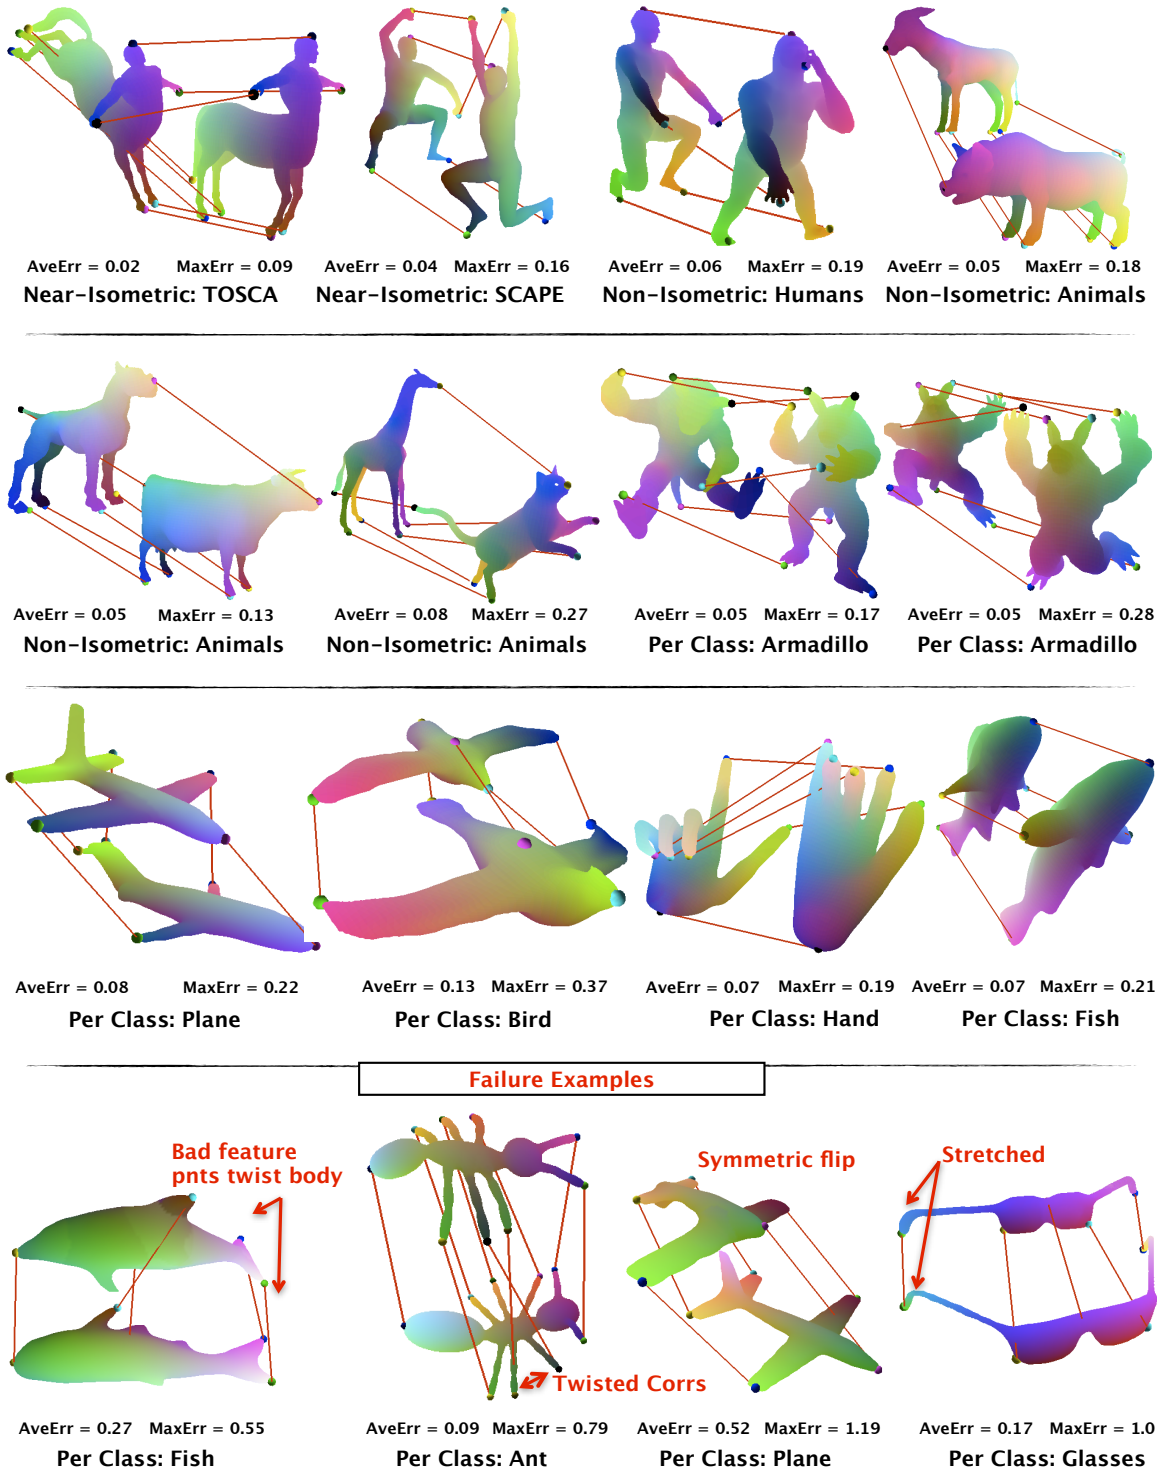 AveErr = 0.02 MaxErr = 0.09
Near-Isometric: TOSCA
AveErr = 0.04 MaxErr = 0.16
Near-Isometric: SCAPE
AveErr = 0.06 MaxErr = 0.19
Non-Isometric: Humans
AveErr = 0.05 MaxErr = 0.18
Non-Isometric: Animals
AveErr = 0.05 MaxErr = 0.13
Non-Isometric: Animals
AveErr = 0.08 MaxErr = 0.27
Non-Isometric: Animals
AveErr = 0.05 MaxErr = 0.17
Per Class: Armadillo
AveErr = 0.05 MaxErr = 0.28
Per Class: Armadillo
AveErr = 0.08 MaxErr = 0.22
Per Class: Plane
AveErr = 0.13 MaxErr = 0.37
Per Class: Bird
AveErr = 0.07 MaxErr = 0.19
Per Class: Hand
AveErr = 0.07 MaxErr = 0.21
Per Class: Fish
Failure Examples
Bad feature
pnts twist body
AveErr = 0.27 MaxErr = 0.55
Per Class: Fish
Twisted Corrs
AveErr = 0.09 MaxErr = 0.79
Per Class: Ant
Symmetric flip
AveErr = 0.52 MaxErr = 1.19
Per Class: Plane
Stretched
AveErr = 0.17 MaxErr = 1.0
Per Class: Glasses